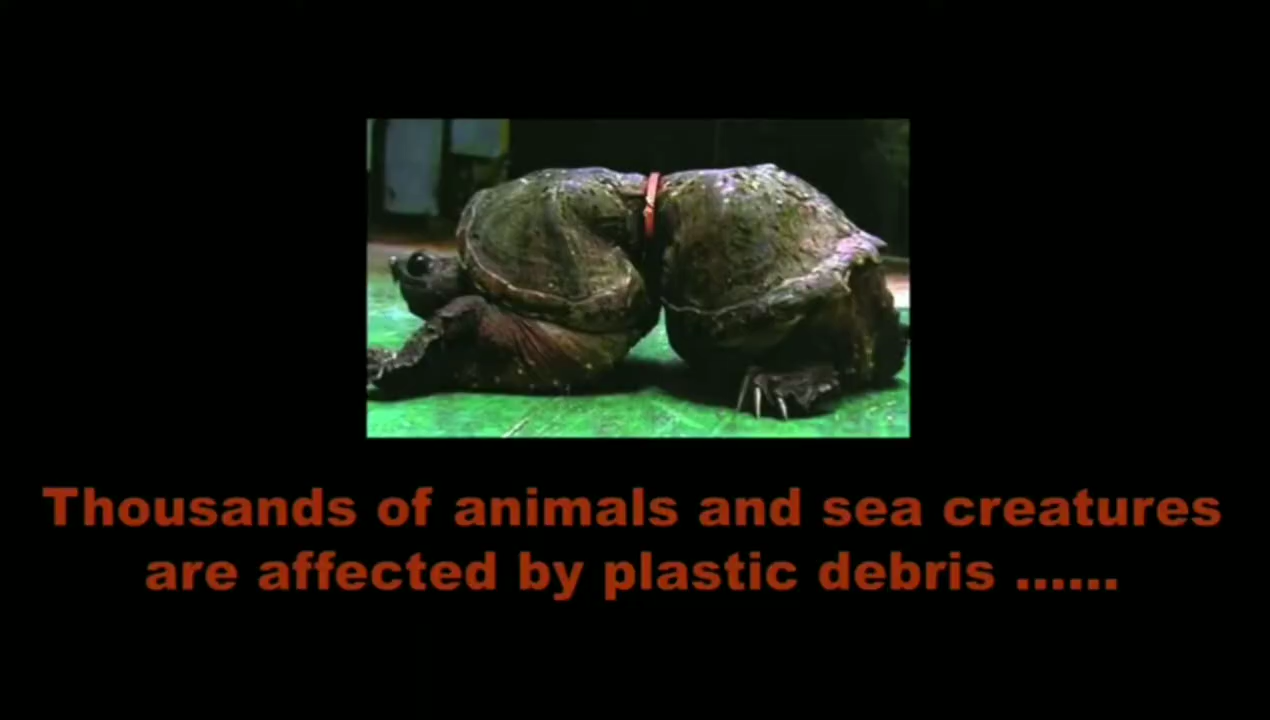 Thousands of animals and sea creatures
are affected by plastic debris ......